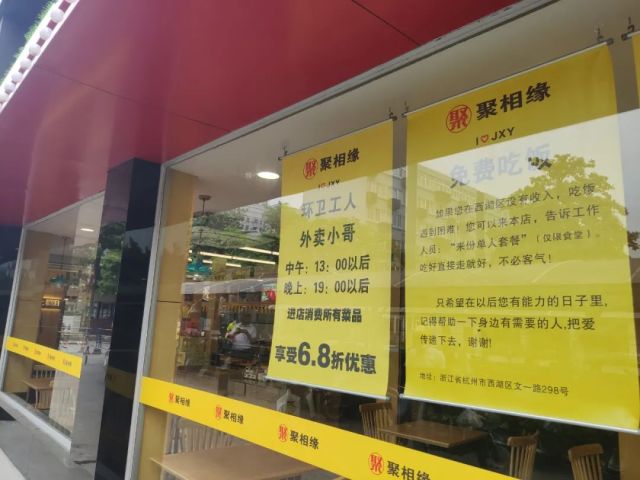 聚 聚相缘
I ♡ JXY
环卫工人
外卖小哥
中午：13：00以后
晚上：19：00以后
进店消费所有菜品
享受6.8折优惠
聚 聚相缘
I ♡ JXY
免费吃饭
如果您在西湖区没有收入，吃饭
遇到困难！您可以来本店，告诉工作
人员：“来份单人套餐”（仅限食堂）。
吃好直接走就好，不必客气！
只希望在以后您有能力的日子里，
记得帮助一下身边有需要的人,把爱
传递下去，谢谢!
地址：浙江省杭州市西湖区文一路298号
聚 聚相缘
聚 聚相缘
聚 聚相缘
聚 聚相缘